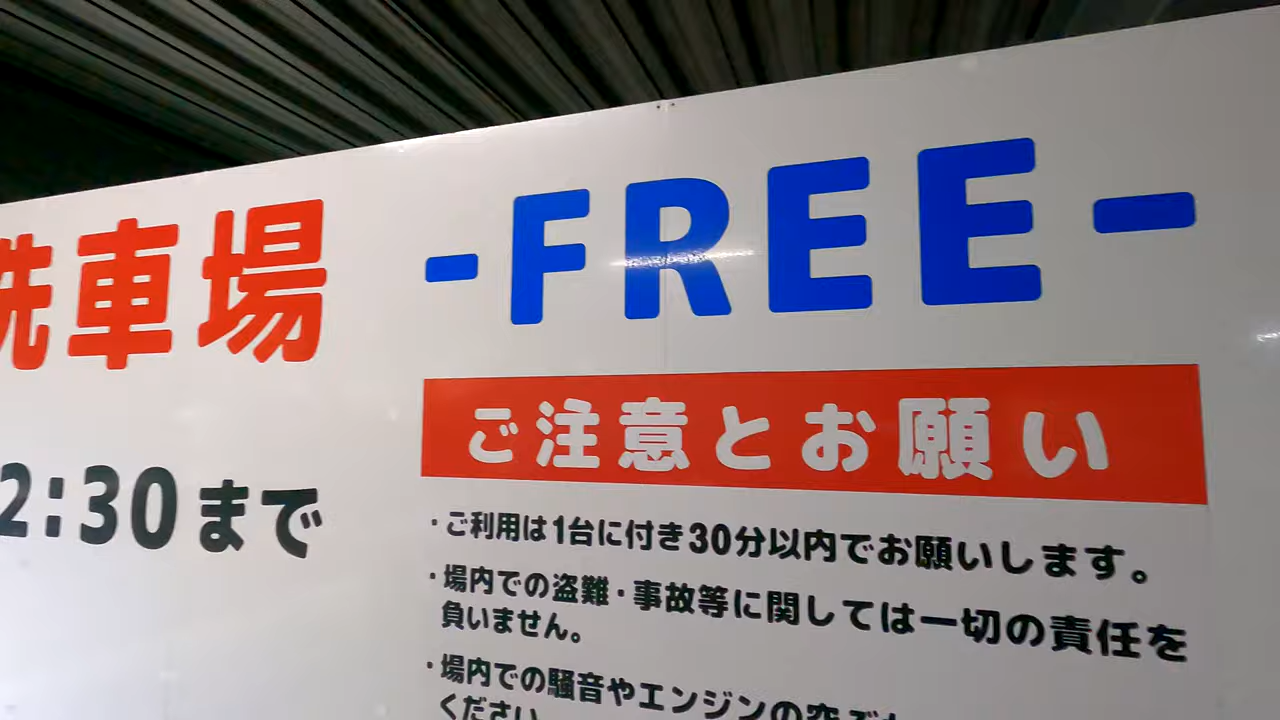 洗車場
2:30まで
-FREE-
ご注意とお願い
・ご利用は1台に付き30分以内でお願いします。
・場内での盗難・事故等に関しては一切の責任を
負いません。
・場内での騒音やエンジンの空ぶか
ください